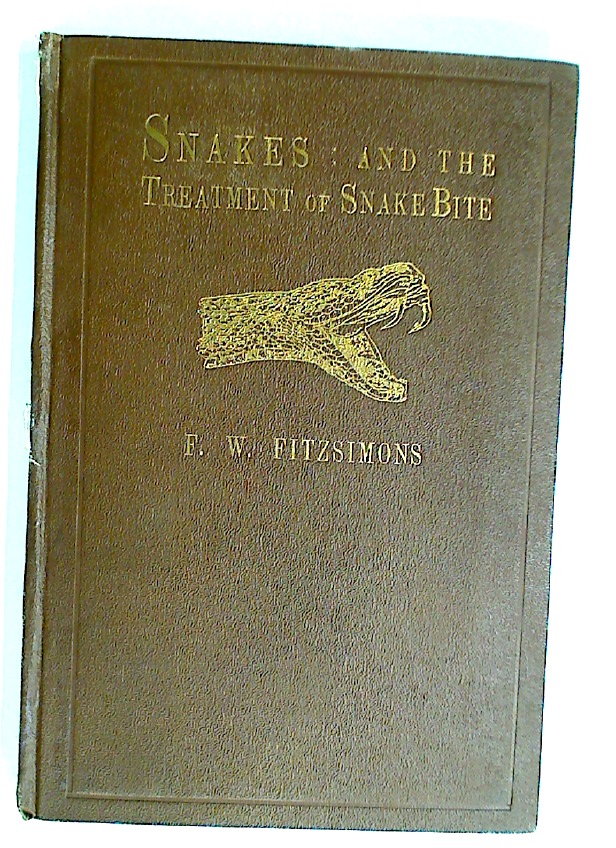 SNAKES : AND THE
TREATMENT OF SNAKE BITE
F. W. FITZSIMONS